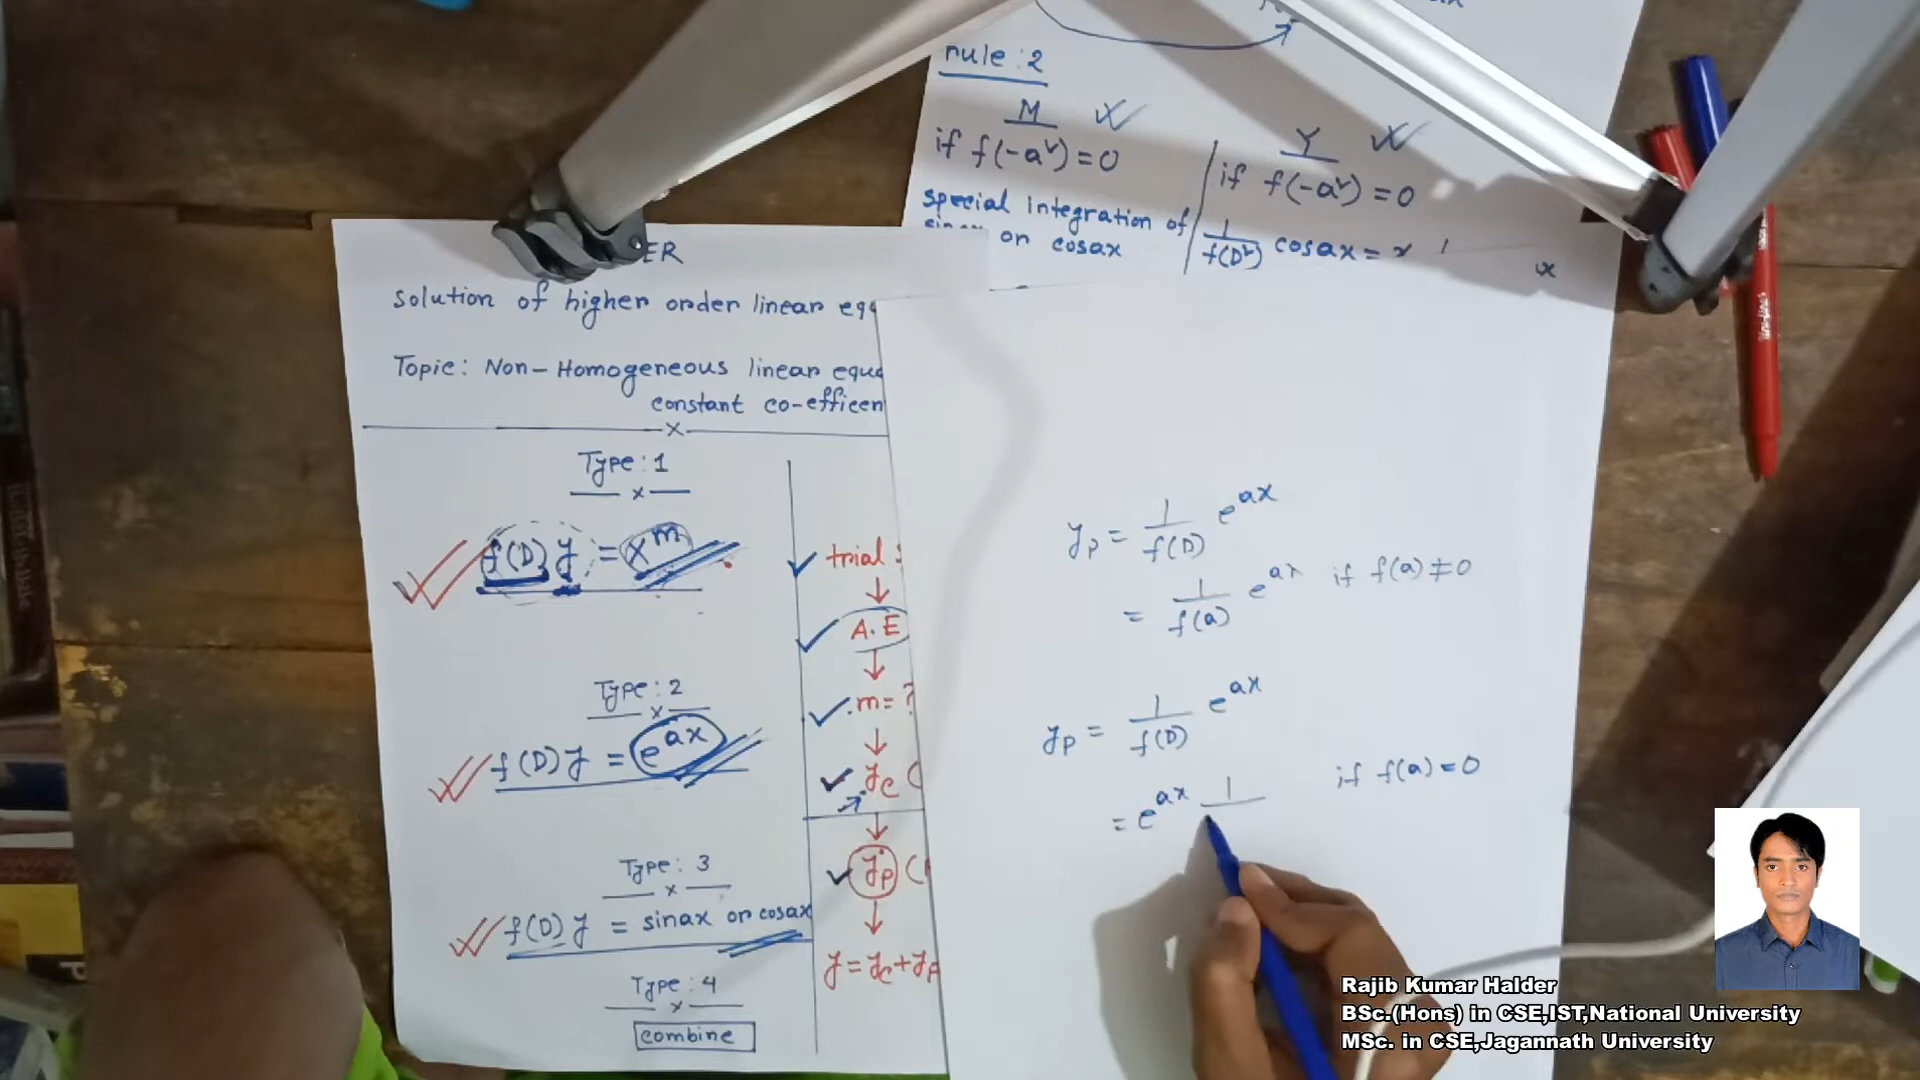 rule:2
M
if f(-a²)=0
special integration of
or cosax
Y
if f(-a²)=0
1/f(D²) cosax = x
ER
solution of higher order linear equ
Topic: Non-Homogeneous linear equa
constant co-efficen
x
Type:1
x
f(D)y = x^m
Type:2
x
f(D)y = e^ax
Type: 3
x
f(D)y = sinax or cosax
Type: 4
x
combine
trial :
↓
A.E
↓
m=?
↓
y_c (
↓
y_p (
↓
y=y_c+y_p
y_p = 1/f(D) e^ax
= 1/f(a) e^ax if f(a)≠0
y_p = 1/f(D) e^ax
= e^ax 1/ if f(a)=0
Rajib Kumar Halder
BSc.(Hons) in CSE,IST,National University
MSc. in CSE,Jagannath University